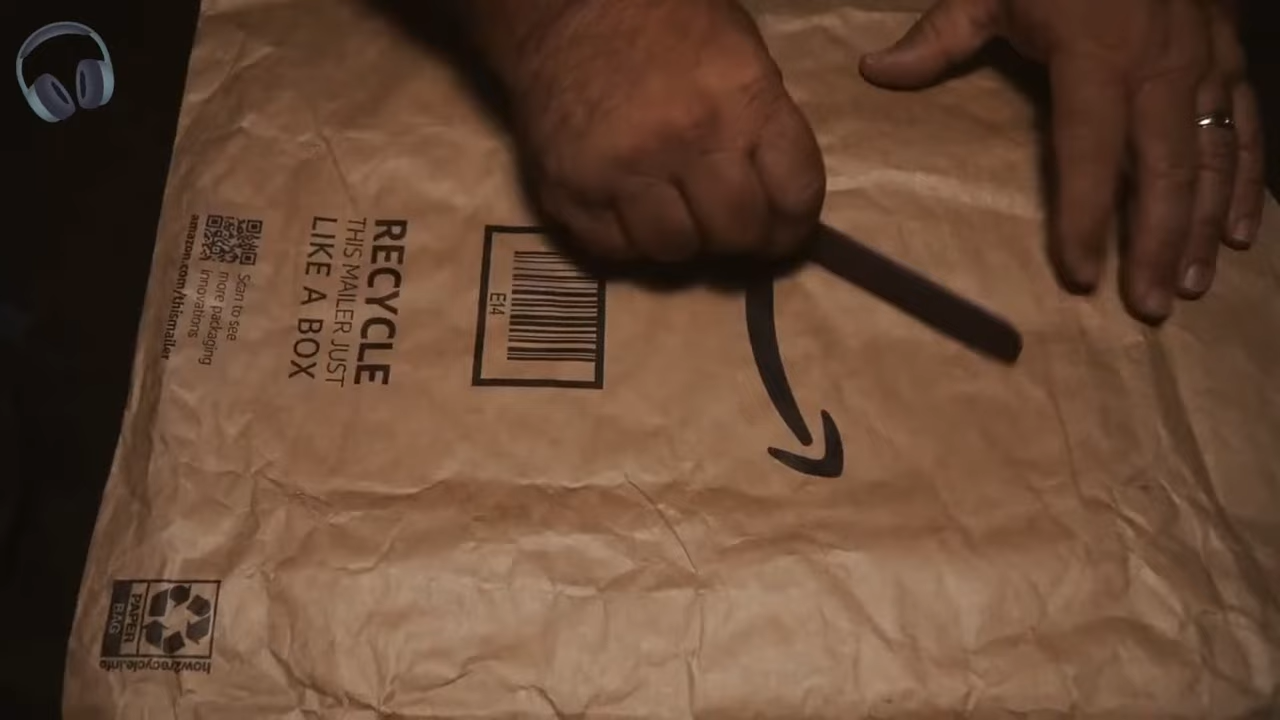 RECYCLE
THIS MAILER JUST
LIKE A BOX
Scan to see
more packaging
innovations
amazon.com/thismailer
E14
PAPER
BAG
how2recycle.info